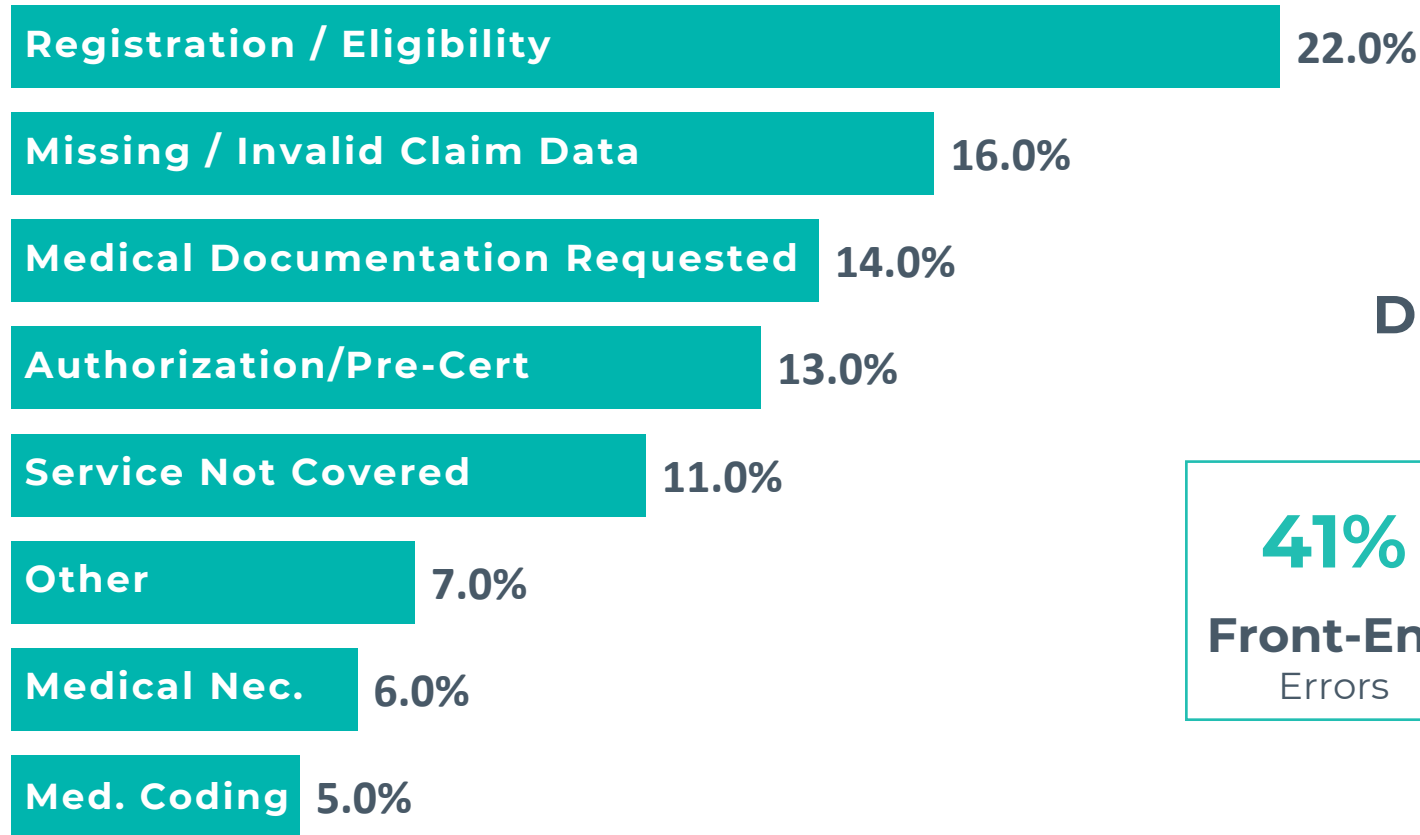 Registration / Eligibility 22.0%
Missing / Invalid Claim Data 16.0%
Medical Documentation Requested 14.0%
D
Authorization/Pre-Cert 13.0%
Service Not Covered 11.0%
41%
Other 7.0%
Front-En
Errors
Medical Nec. 6.0%
Med. Coding 5.0%